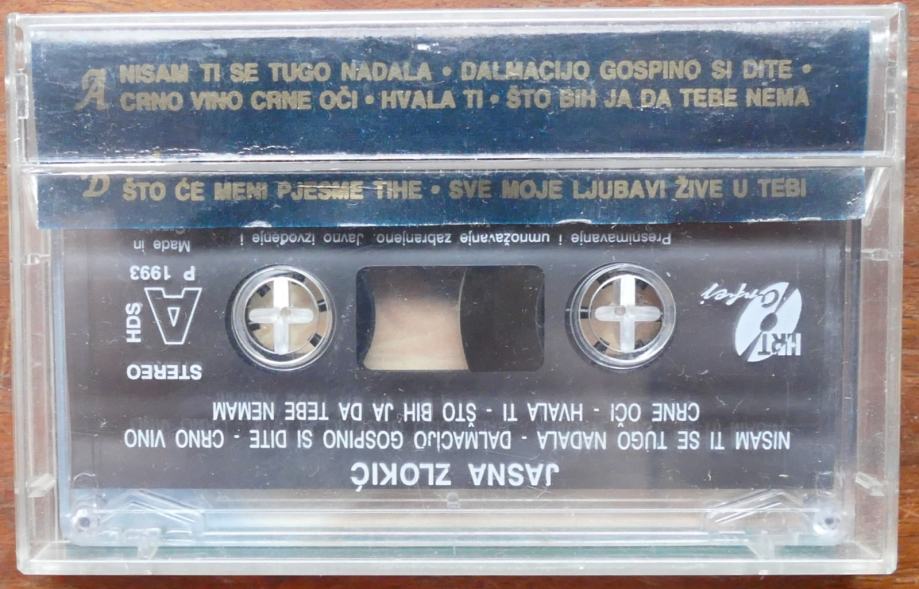 A NISAM TI SE TUGO NADALA • DALMACIJO GOSPINO SI DITE •
CRNO VINO CRNE OČI • HVALA TI • ŠTO BIH JA DA TEBE NEMA
ŠTO ĆE MENI PJESME TIHE • SVE MOJE LJUBAVI ŽIVE U TEBI
JASNA ZLOKIĆ
NISAM TI SE TUGO NADALA - DALMACIJO GOSPINO SI DITE - CRNO VINO
CRNE OČI - HVALA TI - ŠTO BIH JA DA TEBE NEMAM
HRT
Orfej
STEREO
A HDS
P 1993
Presnimavanje i umnožavanje zabranjeno. Javno izvođenje i
Made in